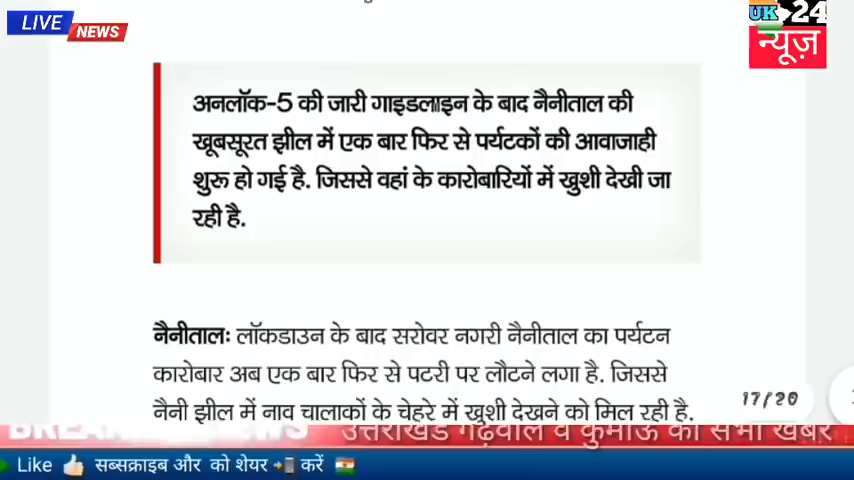 LIVE NEWS
UK 24
न्यूज़
अनलॉक-5 की जारी गाइडलाइन के बाद नैनीताल की
खूबसूरत झील में एक बार फिर से पर्यटकों की आवाजाही
शुरू हो गई है. जिससे वहां के कारोबारियों में खुशी देखी जा
रही है.
नैनीताल: लॉकडाउन के बाद सरोवर नगरी नैनीताल का पर्यटन
कारोबार अब एक बार फिर से पटरी पर लौटने लगा है. जिससे
नैनी झील में नाव चालाकों के चेहरे में खुशी देखने को मिल रही है.
17/20
BREAKING NEWS उत्तराखंड गढ़वाल व कुमाऊं की सभी खबरें
Like 👍 सब्सक्राइब और को शेयर 📲 करें 🇮🇳